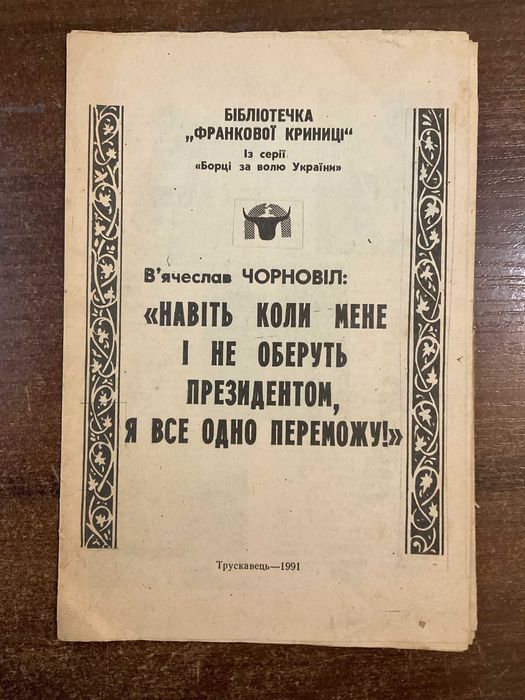 БІБЛІОТЕЧКА
„ФРАНКОВОЇ КРИНИЦІ“
Із серії
«Борці за волю України»
В'ячеслав ЧОРНОВІЛ:
«НАВІТЬ КОЛИ МЕНЕ
І НЕ ОБЕРУТЬ
ПРЕЗИДЕНТОМ,
Я ВСЕ ОДНО ПЕРЕМОЖУ!»
Трускавець—1991